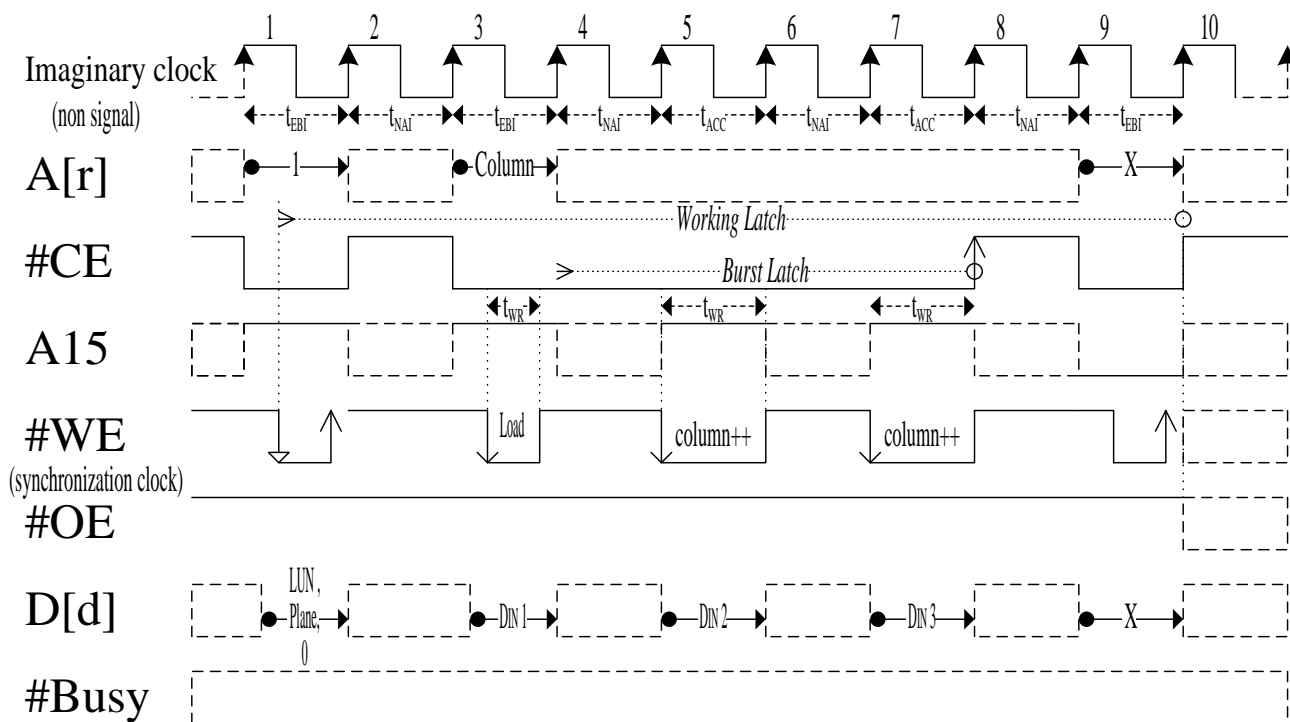 1 2 3 4 5 6 7 8 9 10
Imaginary clock
(non signal)
tEBI tNAI tEBI tNAI tACC tNAI tACC tNAI tEBI
A[r]
1 Column X
Working Latch
#CE
Burst Latch
tWR tWR tWR
A15
#WE
Load column++ column++
(synchronization clock)
#OE
D[d]
LUN,
Plane,
0
DIN 1 DIN 2 DIN 3 X
#Busy